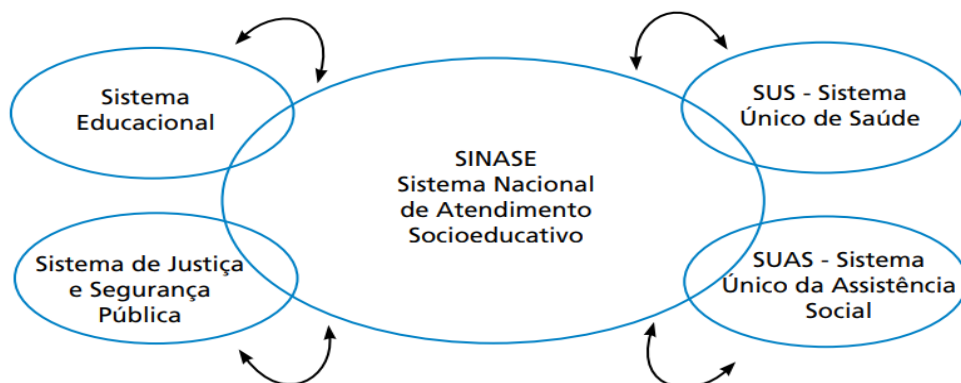 Sistema
Educacional
SUS - Sistema
Único de Saúde
SINASE
Sistema Nacional
de Atendimento
Socioeducativo
Sistema de Justiça
e Segurança
Pública
SUAS - Sistema
Único da Assistência
Social